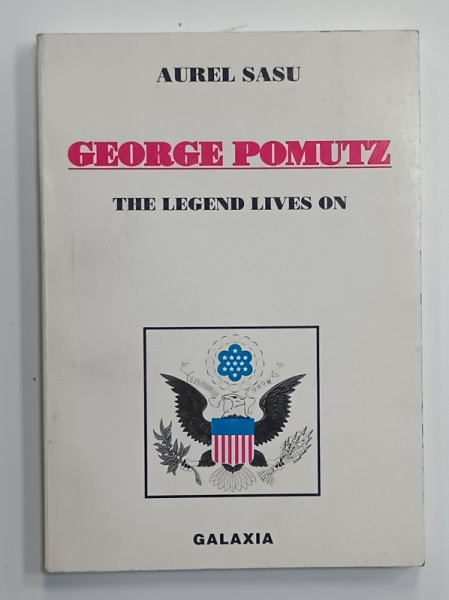 AUREL SASU
GEORGE POMUTZ
THE LEGEND LIVES ON
GALAXIA